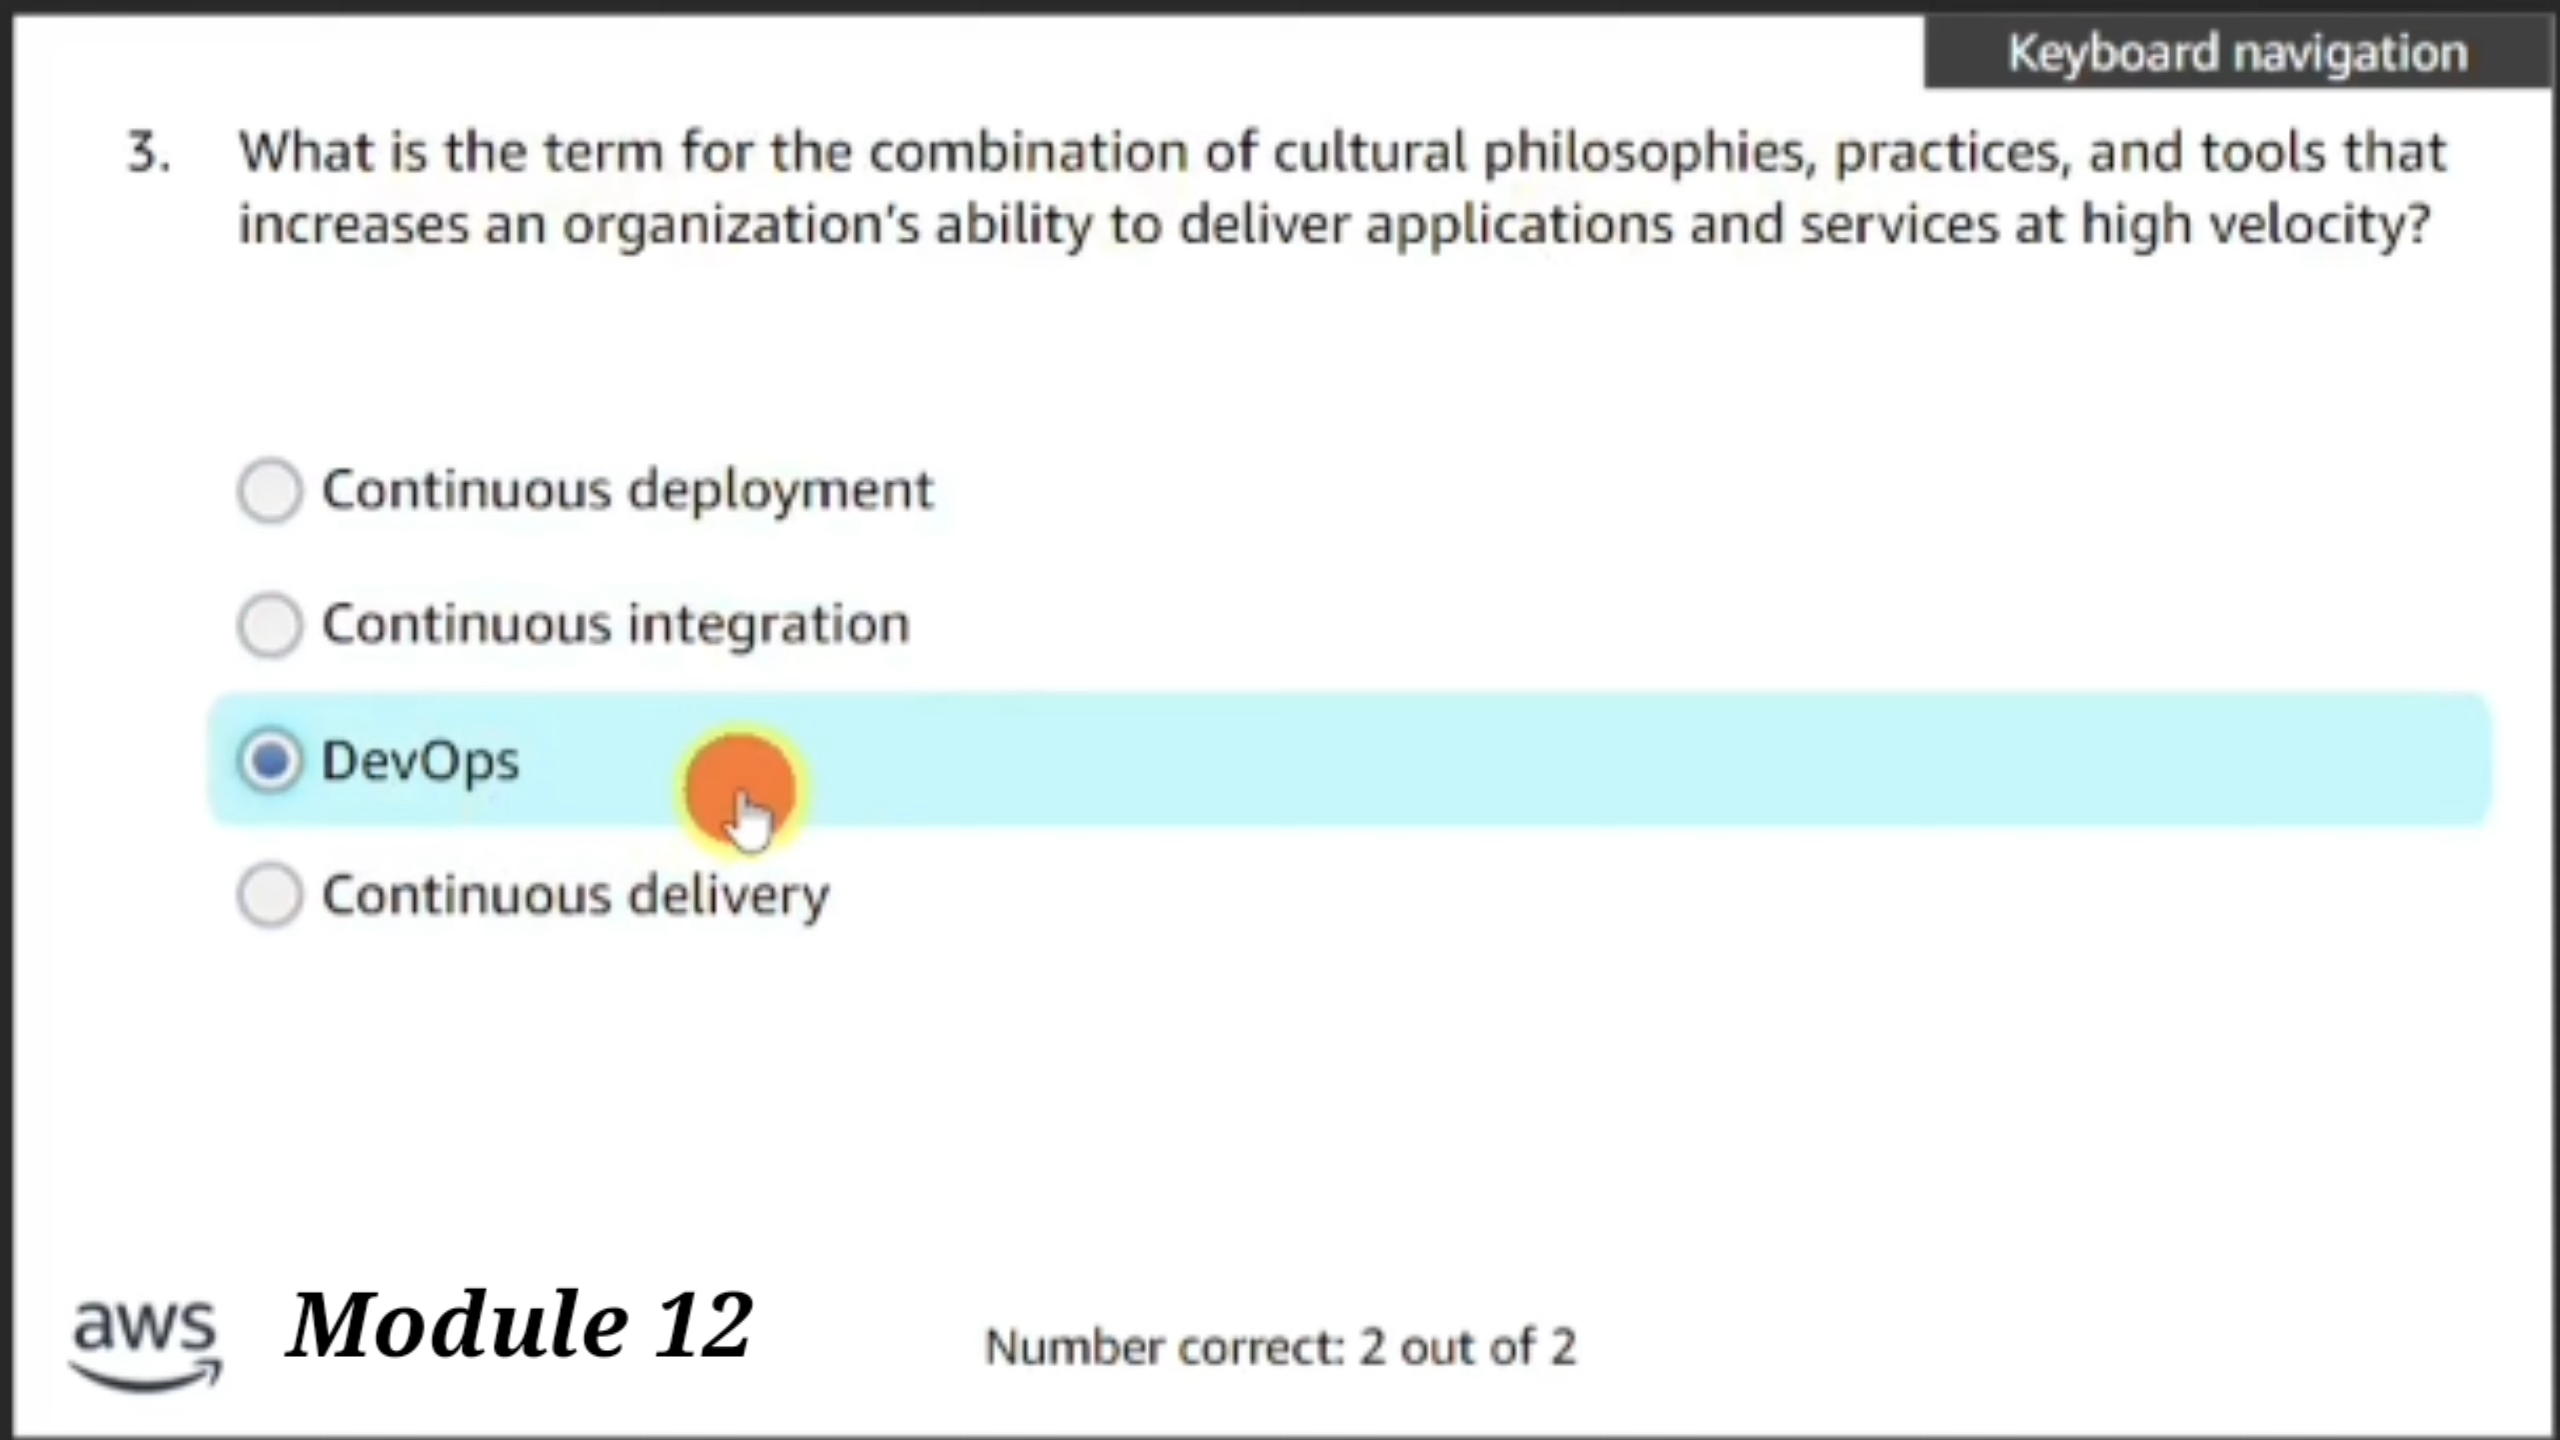 Keyboard navigation
3. What is the term for the combination of cultural philosophies, practices, and tools that
increases an organization's ability to deliver applications and services at high velocity?
Continuous deployment
Continuous integration
DevOps
Continuous delivery
aws Module 12
Number correct: 2 out of 2